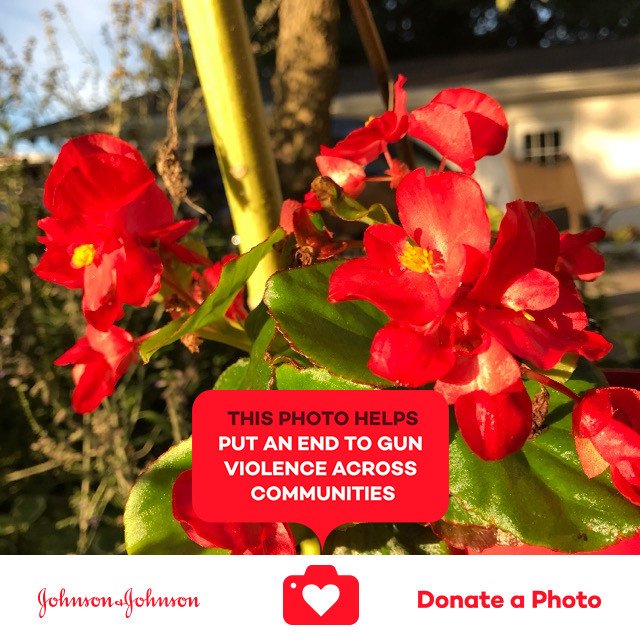 THIS PHOTO HELPS
PUT AN END TO GUN
VIOLENCE ACROSS
COMMUNITIES
Johnson & Johnson
Donate a Photo